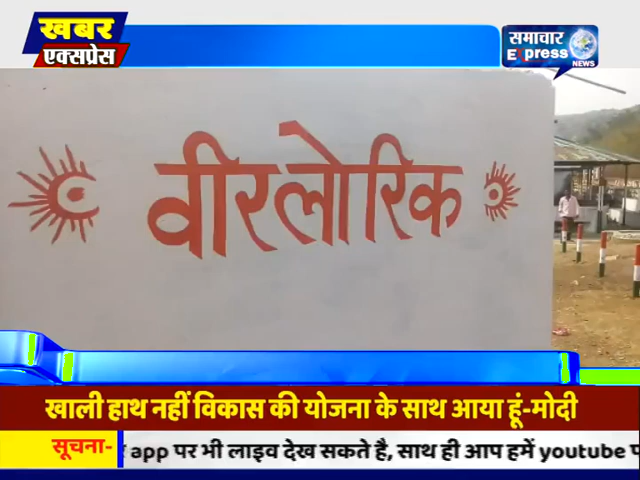 खबर
एक्सप्रेस
समाचार
Express
NEWS
वीरलोरिक
खाली हाथ नहीं विकास की योजना के साथ आया हूं-मोदी
सूचना- app पर भी लाइव देख सकते है, साथ ही आप हमें youtube